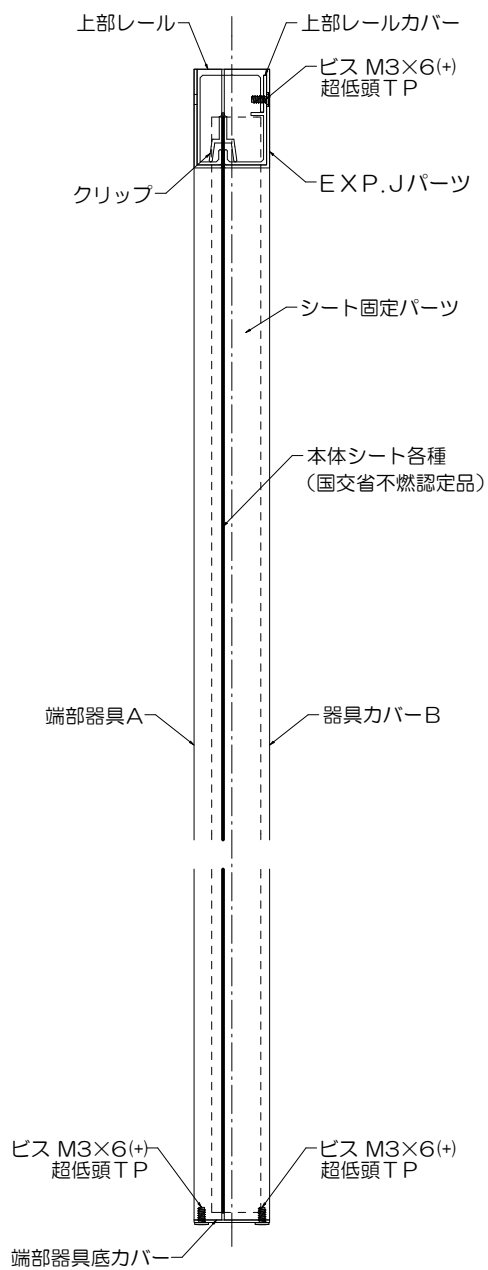 上部レール
上部レールカバー
ビス M3×6(+)
超低頭TP
クリップ
EXP.Jパーツ
シート固定パーツ
本体シート各種
（国交省不燃認定品）
端部器具A
器具カバーB
ビス M3×6(+)
超低頭TP
ビス M3×6(+)
超低頭TP
端部器具底カバー